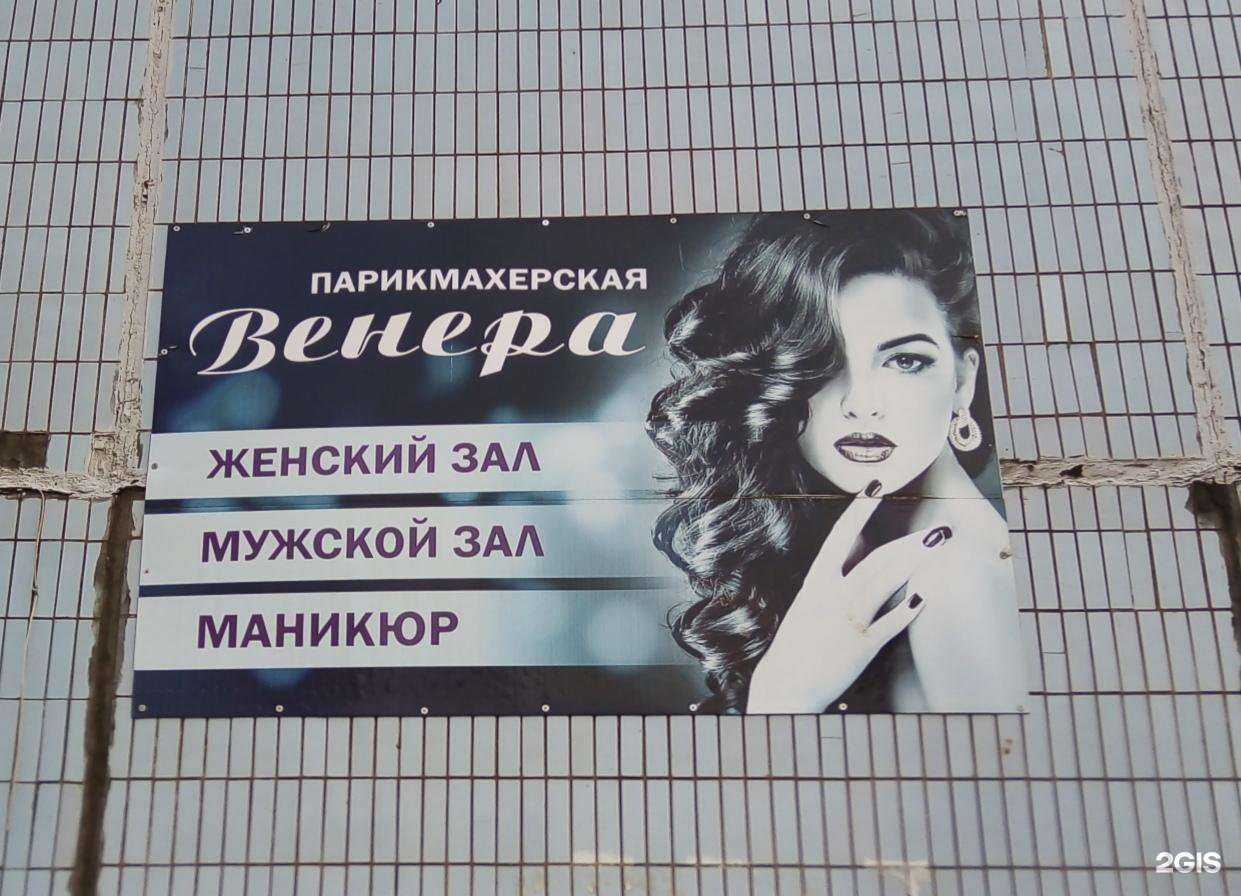 ПАРИКМАХЕРСКАЯ
Венера
ЖЕНСКИЙ ЗАЛ
МУЖСКОЙ ЗАЛ
МАНИКЮР
2GIS